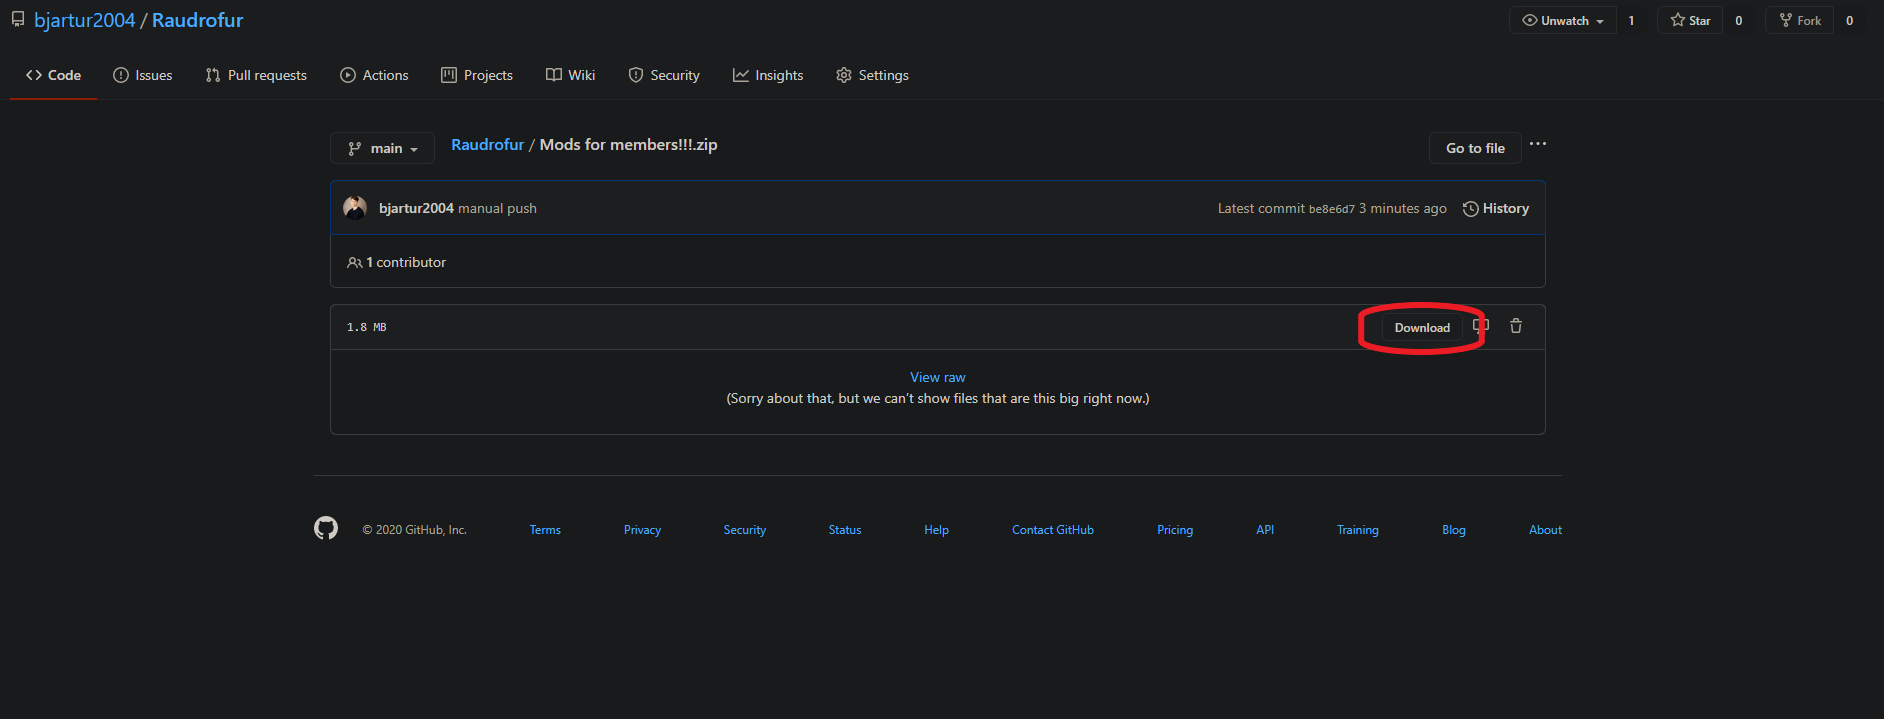 bjartur2004 / Raudrofur
Unwatch 1 Star 0 Fork 0
Code Issues Pull requests Actions Projects Wiki Security Insights Settings
main Raudrofur / Mods for members!!!.zip Go to file ...
bjartur2004 manual push Latest commit be8e6d7 3 minutes ago History
1 contributor
1.8 MB Download
View raw
(Sorry about that, but we can't show files that are this big right now.)
© 2020 GitHub, Inc. Terms Privacy Security Status Help Contact GitHub Pricing API Training Blog About